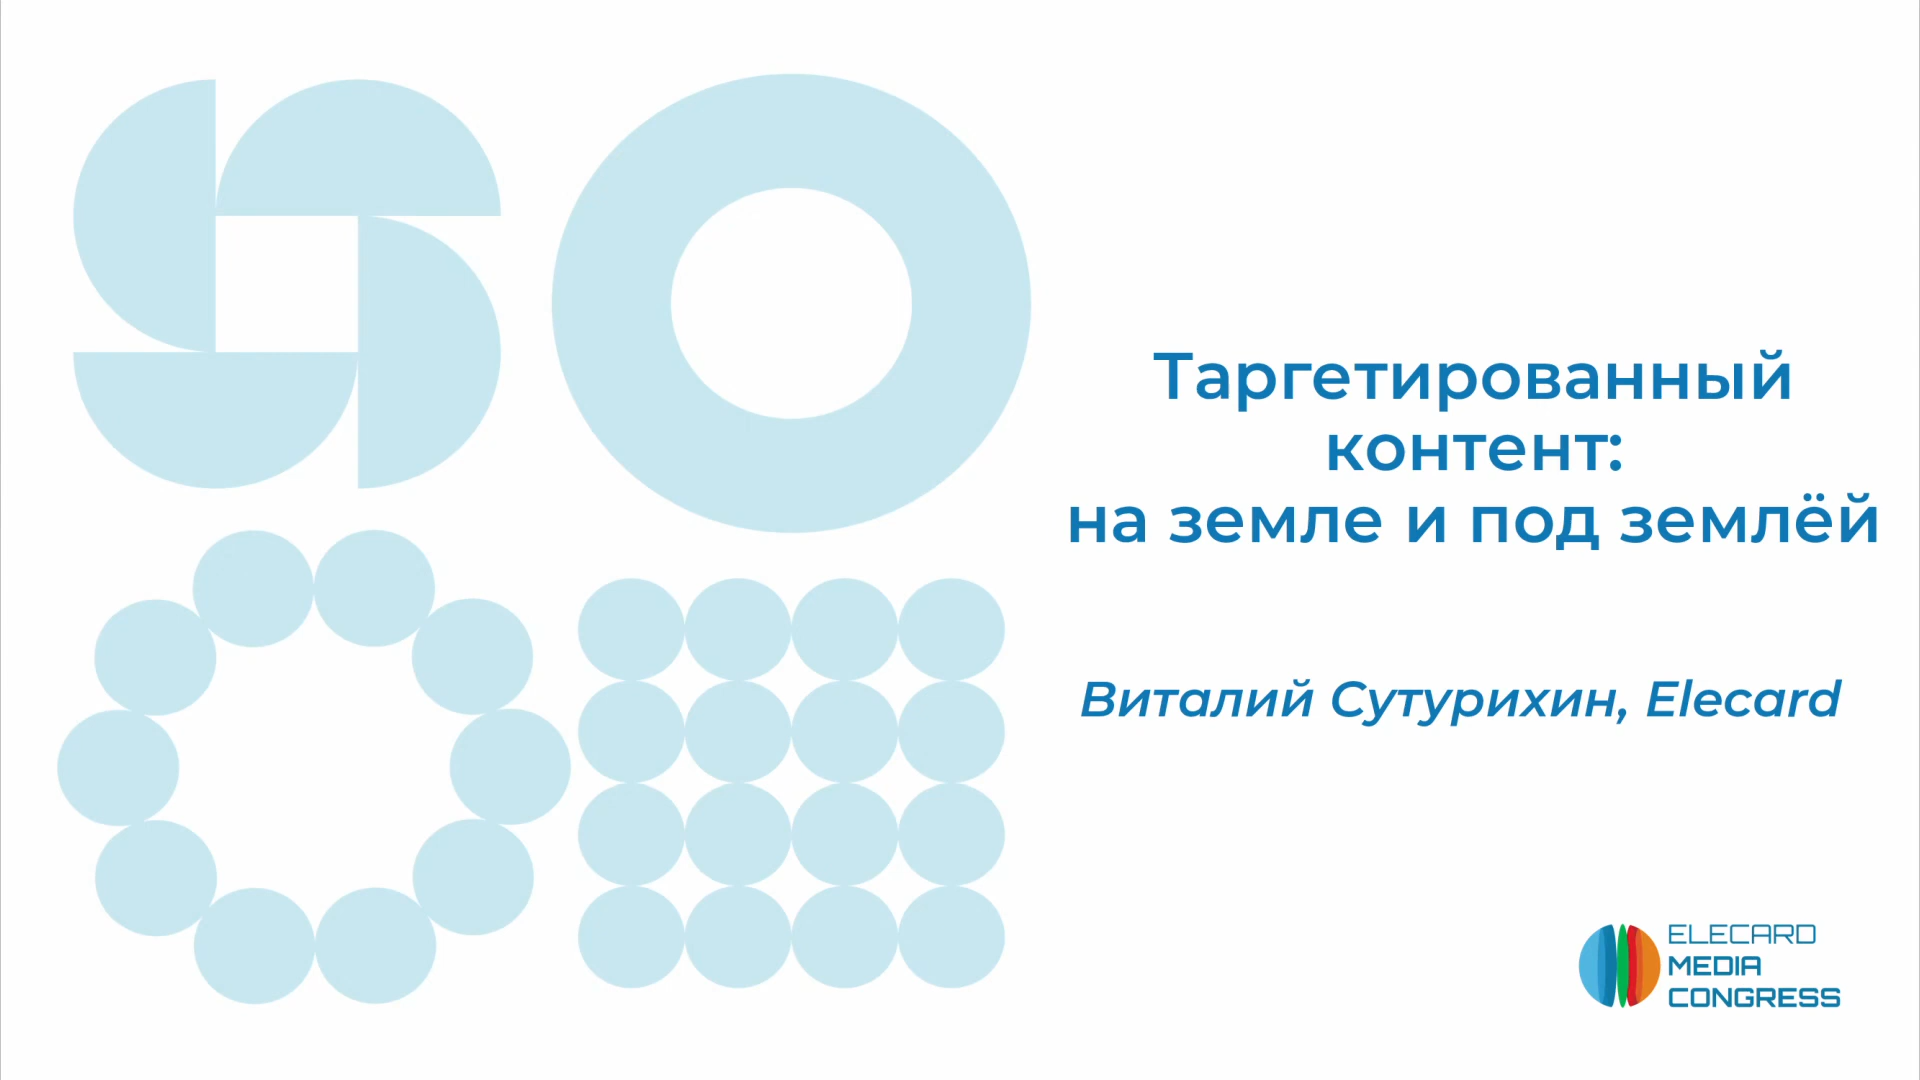 Таргетированный
контент:
на земле и под землёй
Виталий Сутурихин, Elecard
ELECARD
MEDIA
CONGRESS